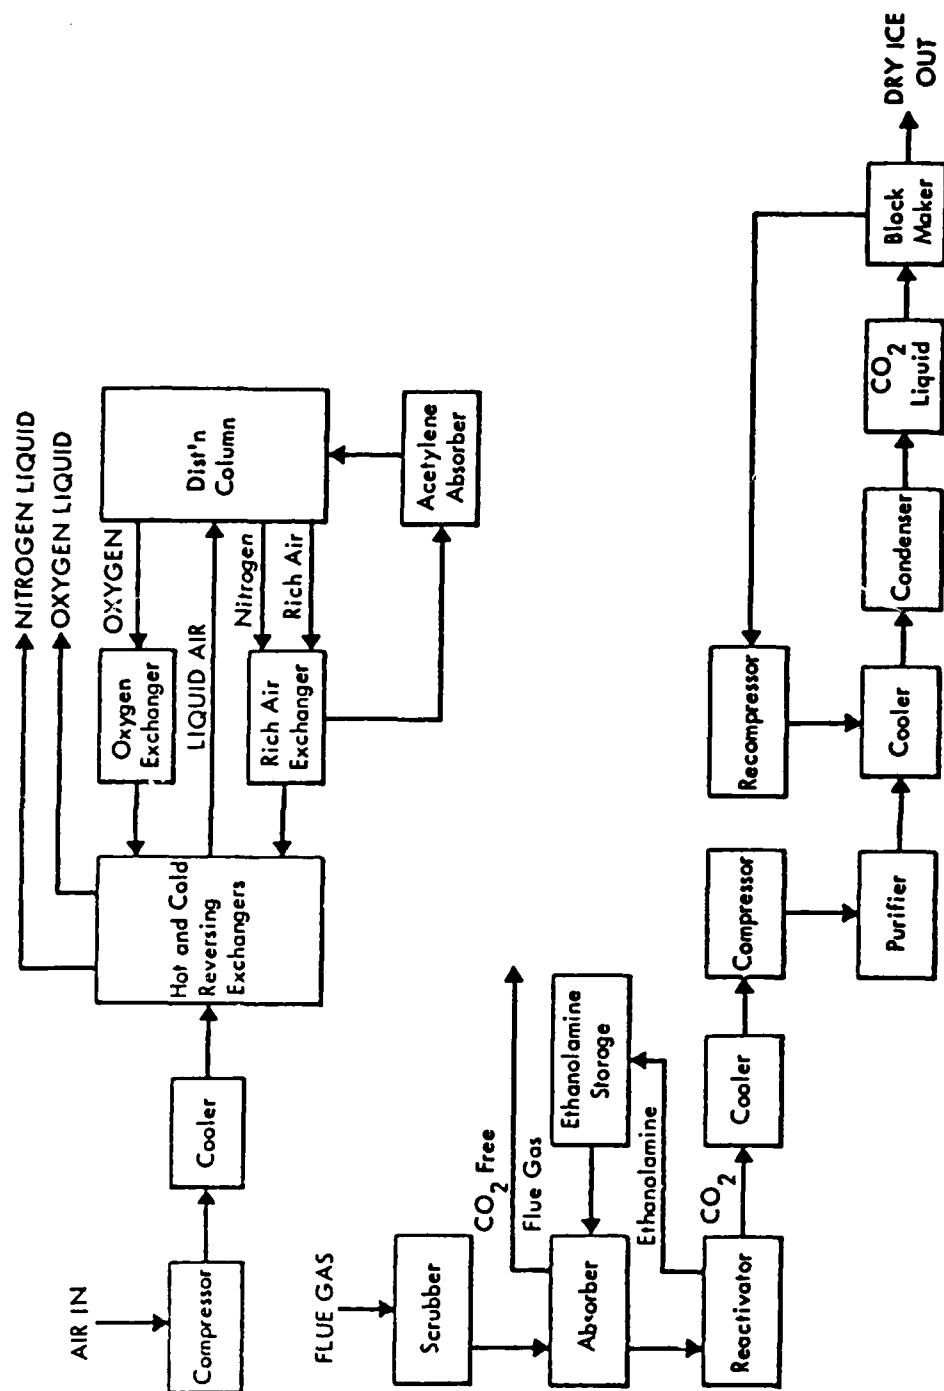 AIR IN
Compressor
Cooler
Hot and Cold
Reversing
Exchangers
NITROGEN LIQUID
OXYGEN LIQUID
OXYGEN
Oxygen
Exchanger
LIQUID AIR
Nitrogen
Rich Air
Rich Air
Exchanger
Dist'n
Column
Acetylene
Absorber
FLUE GAS
Scrubber
CO2 Free
Flue Gas
Absorber
Ethanolamine
Storage
Ethanolamine
Reactivator
CO2
Cooler
Compressor
Purifier
Recompressor
Cooler
Condenser
CO2
Liquid
Block
Maker
DRY ICE
OUT